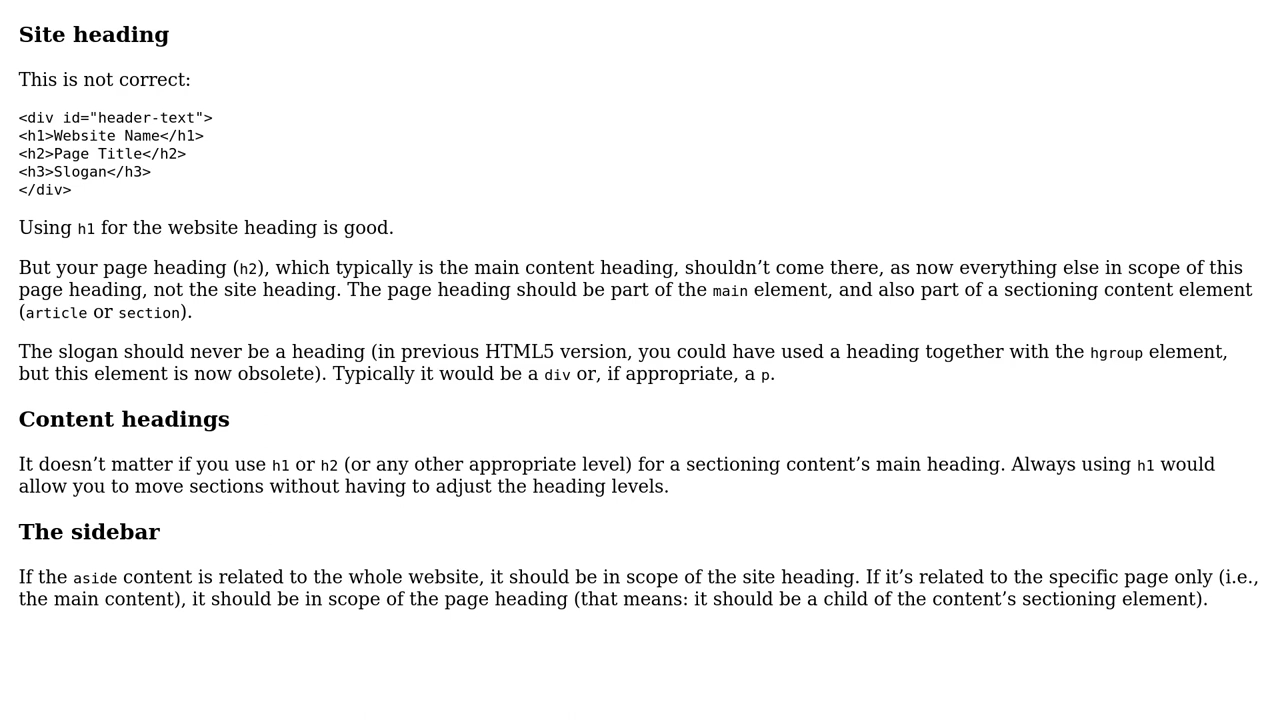 Site heading
This is not correct:
<div id="header-text">
<h1>Website Name</h1>
<h2>Page Title</h2>
<h3>Slogan</h3>
</div>
Using h1 for the website heading is good.
But your page heading (h2), which typically is the main content heading, shouldn’t come there, as now everything else in scope of this
page heading, not the site heading. The page heading should be part of the main element, and also part of a sectioning content element
(article or section).
The slogan should never be a heading (in previous HTML5 version, you could have used a heading together with the hgroup element,
but this element is now obsolete). Typically it would be a div or, if appropriate, a p.
Content headings
It doesn’t matter if you use h1 or h2 (or any other appropriate level) for a sectioning content’s main heading. Always using h1 would
allow you to move sections without having to adjust the heading levels.
The sidebar
If the aside content is related to the whole website, it should be in scope of the site heading. If it’s related to the specific page only (i.e.,
the main content), it should be in scope of the page heading (that means: it should be a child of the content’s sectioning element).